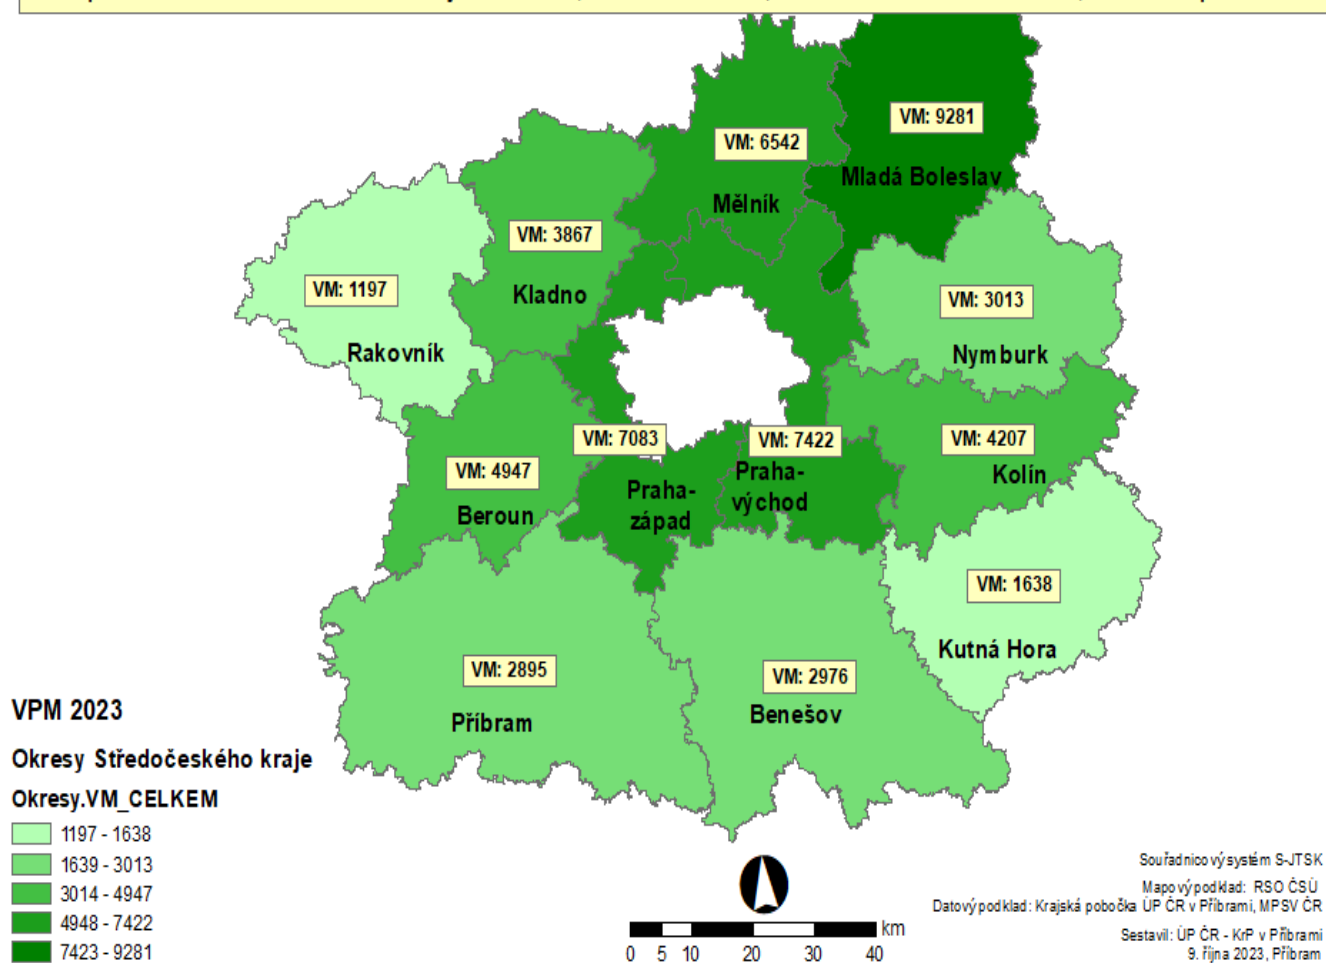 VM: 9281
Mladá Boleslav
VM: 6542
Mělník
VM: 3867
Kladno
VM: 1197
Rakovník
VM: 3013
Nymburk
VM: 7083
Praha-
západ
VM: 7422
Praha-
východ
VM: 4207
Kolín
VM: 4947
Beroun
VM: 1638
Kutná Hora
VM: 2895
Příbram
VM: 2976
Benešov
VPM 2023
Okresy Středočeského kraje
Okresy.VM_CELKEM
1197 - 1638
1639 - 3013
3014 - 4947
4948 - 7422
7423 - 9281
km
0 5 10 20 30 40
Souřadnicový systém S-JTSK
Mapový podklad: RSO ČSÚ
Datový podklad: Krajská pobočka ÚP ČR v Příbrami, MPSV ČR
Sestavil: ÚP ČR - KrP v Příbrami
9. října 2023, Příbram